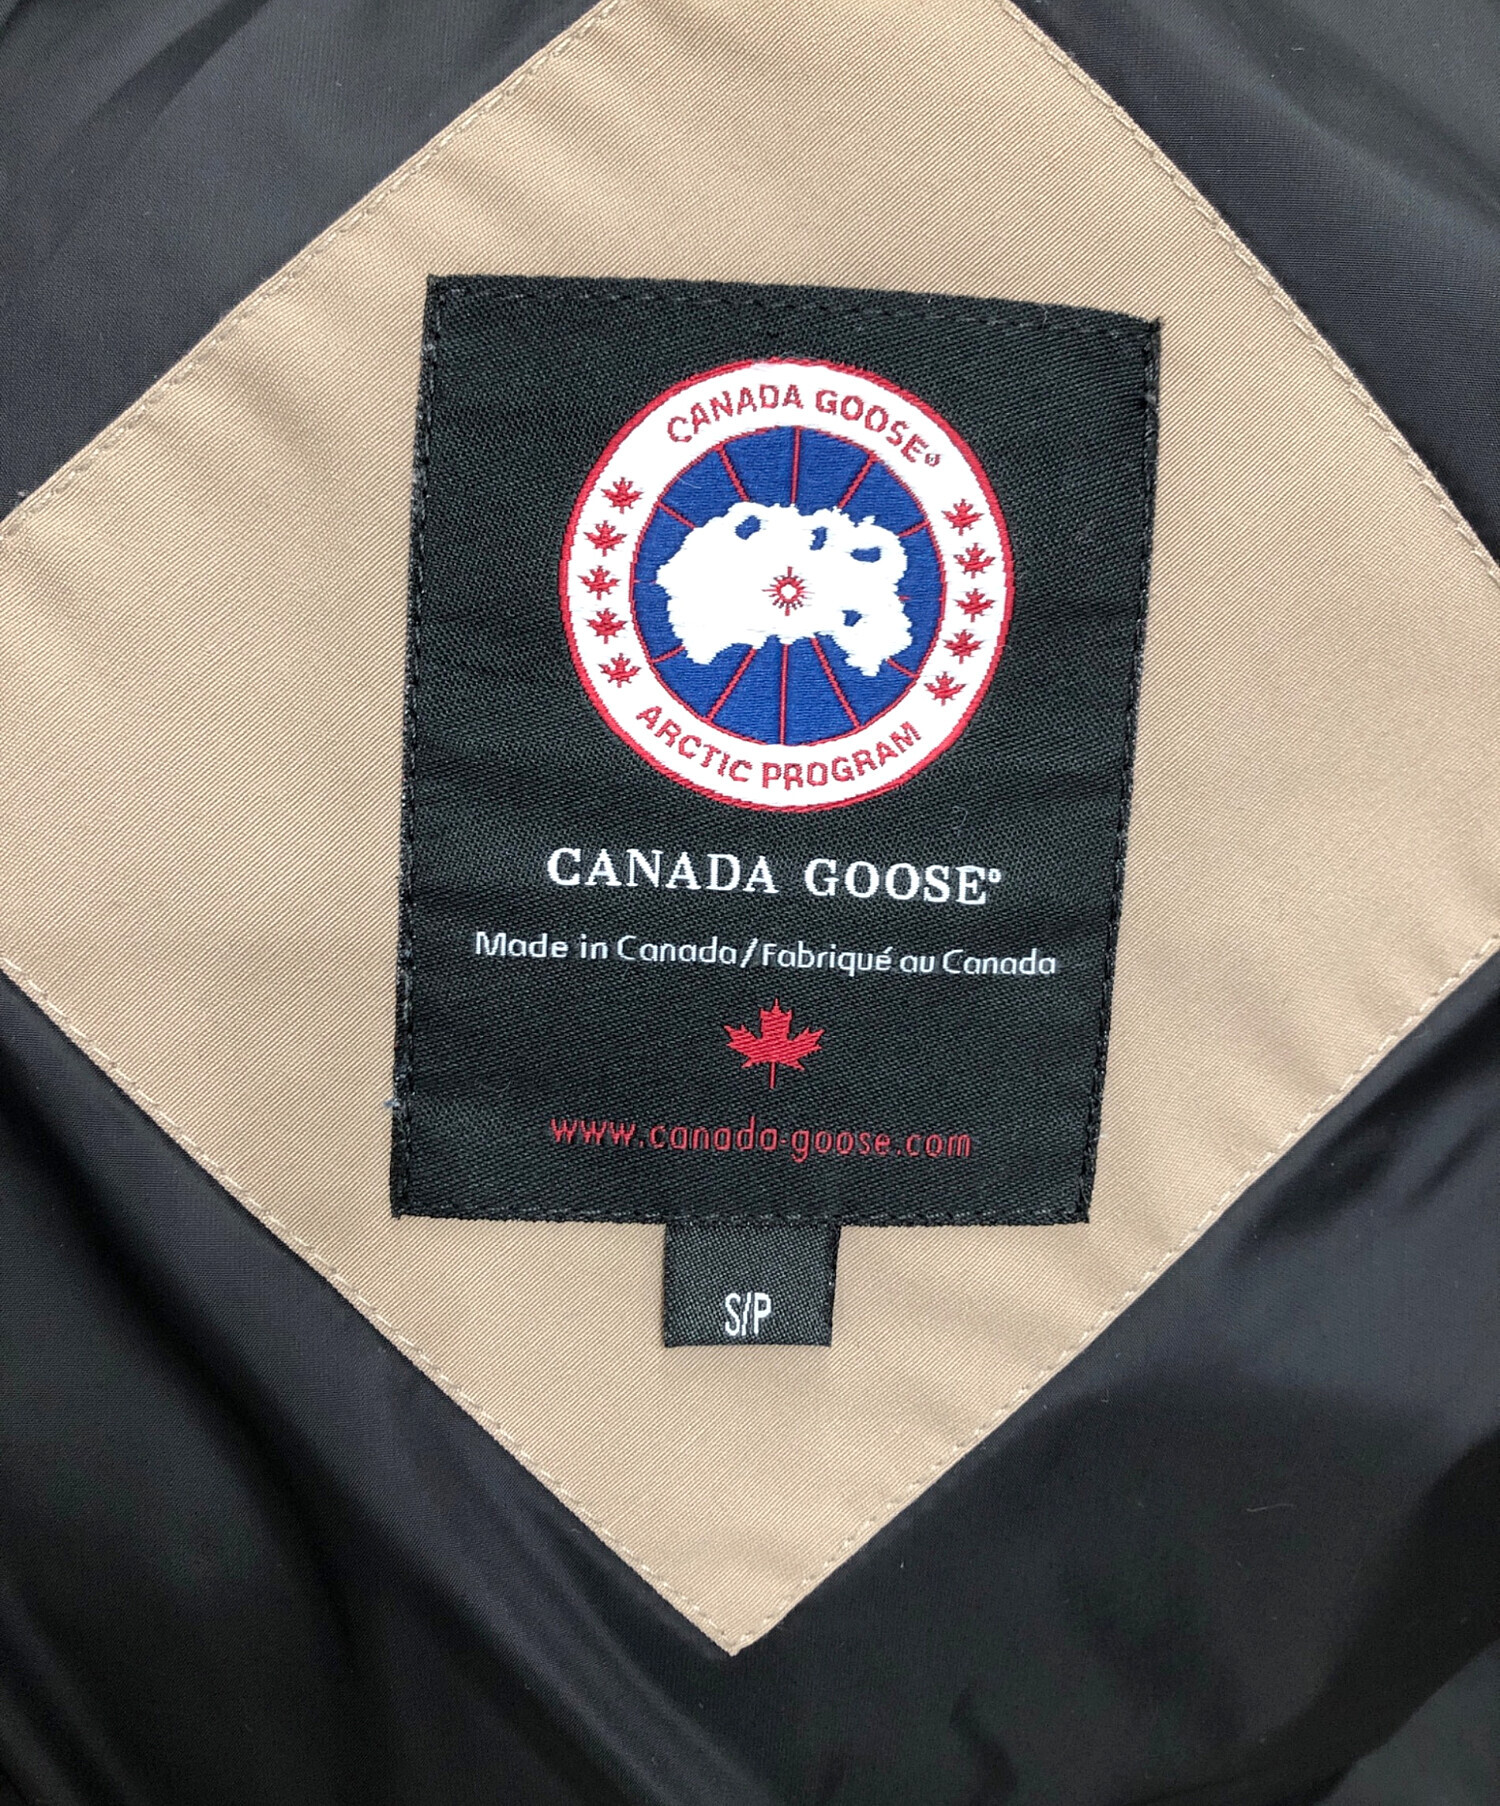 CANADA GOOSE®
ARCTIC PROGRAM
CANADA GOOSE®
Made in Canada/Fabriqué au Canada
www.canada-goose.com
S/P